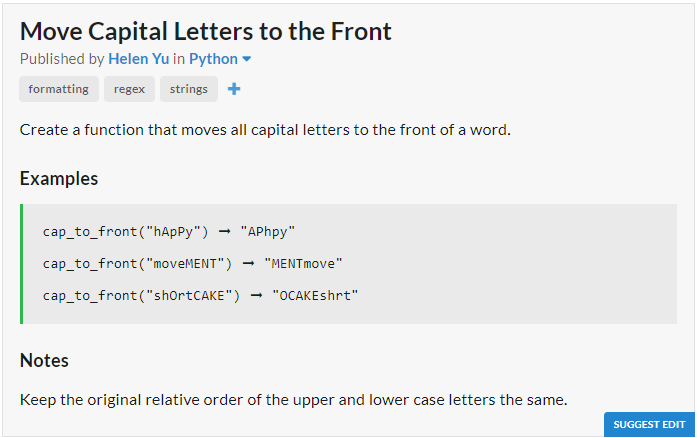 Move Capital Letters to the Front
Published by Helen Yu in Python
formatting regex strings +
Create a function that moves all capital letters to the front of a word.
Examples
cap_to_front("hApPy") ➞ "APhpy"
cap_to_front("moveMENT") ➞ "MENTmove"
cap_to_front("shOrtCAKE") ➞ "OCAKEshrt"
Notes
Keep the original relative order of the upper and lower case letters the same.
SUGGEST EDIT